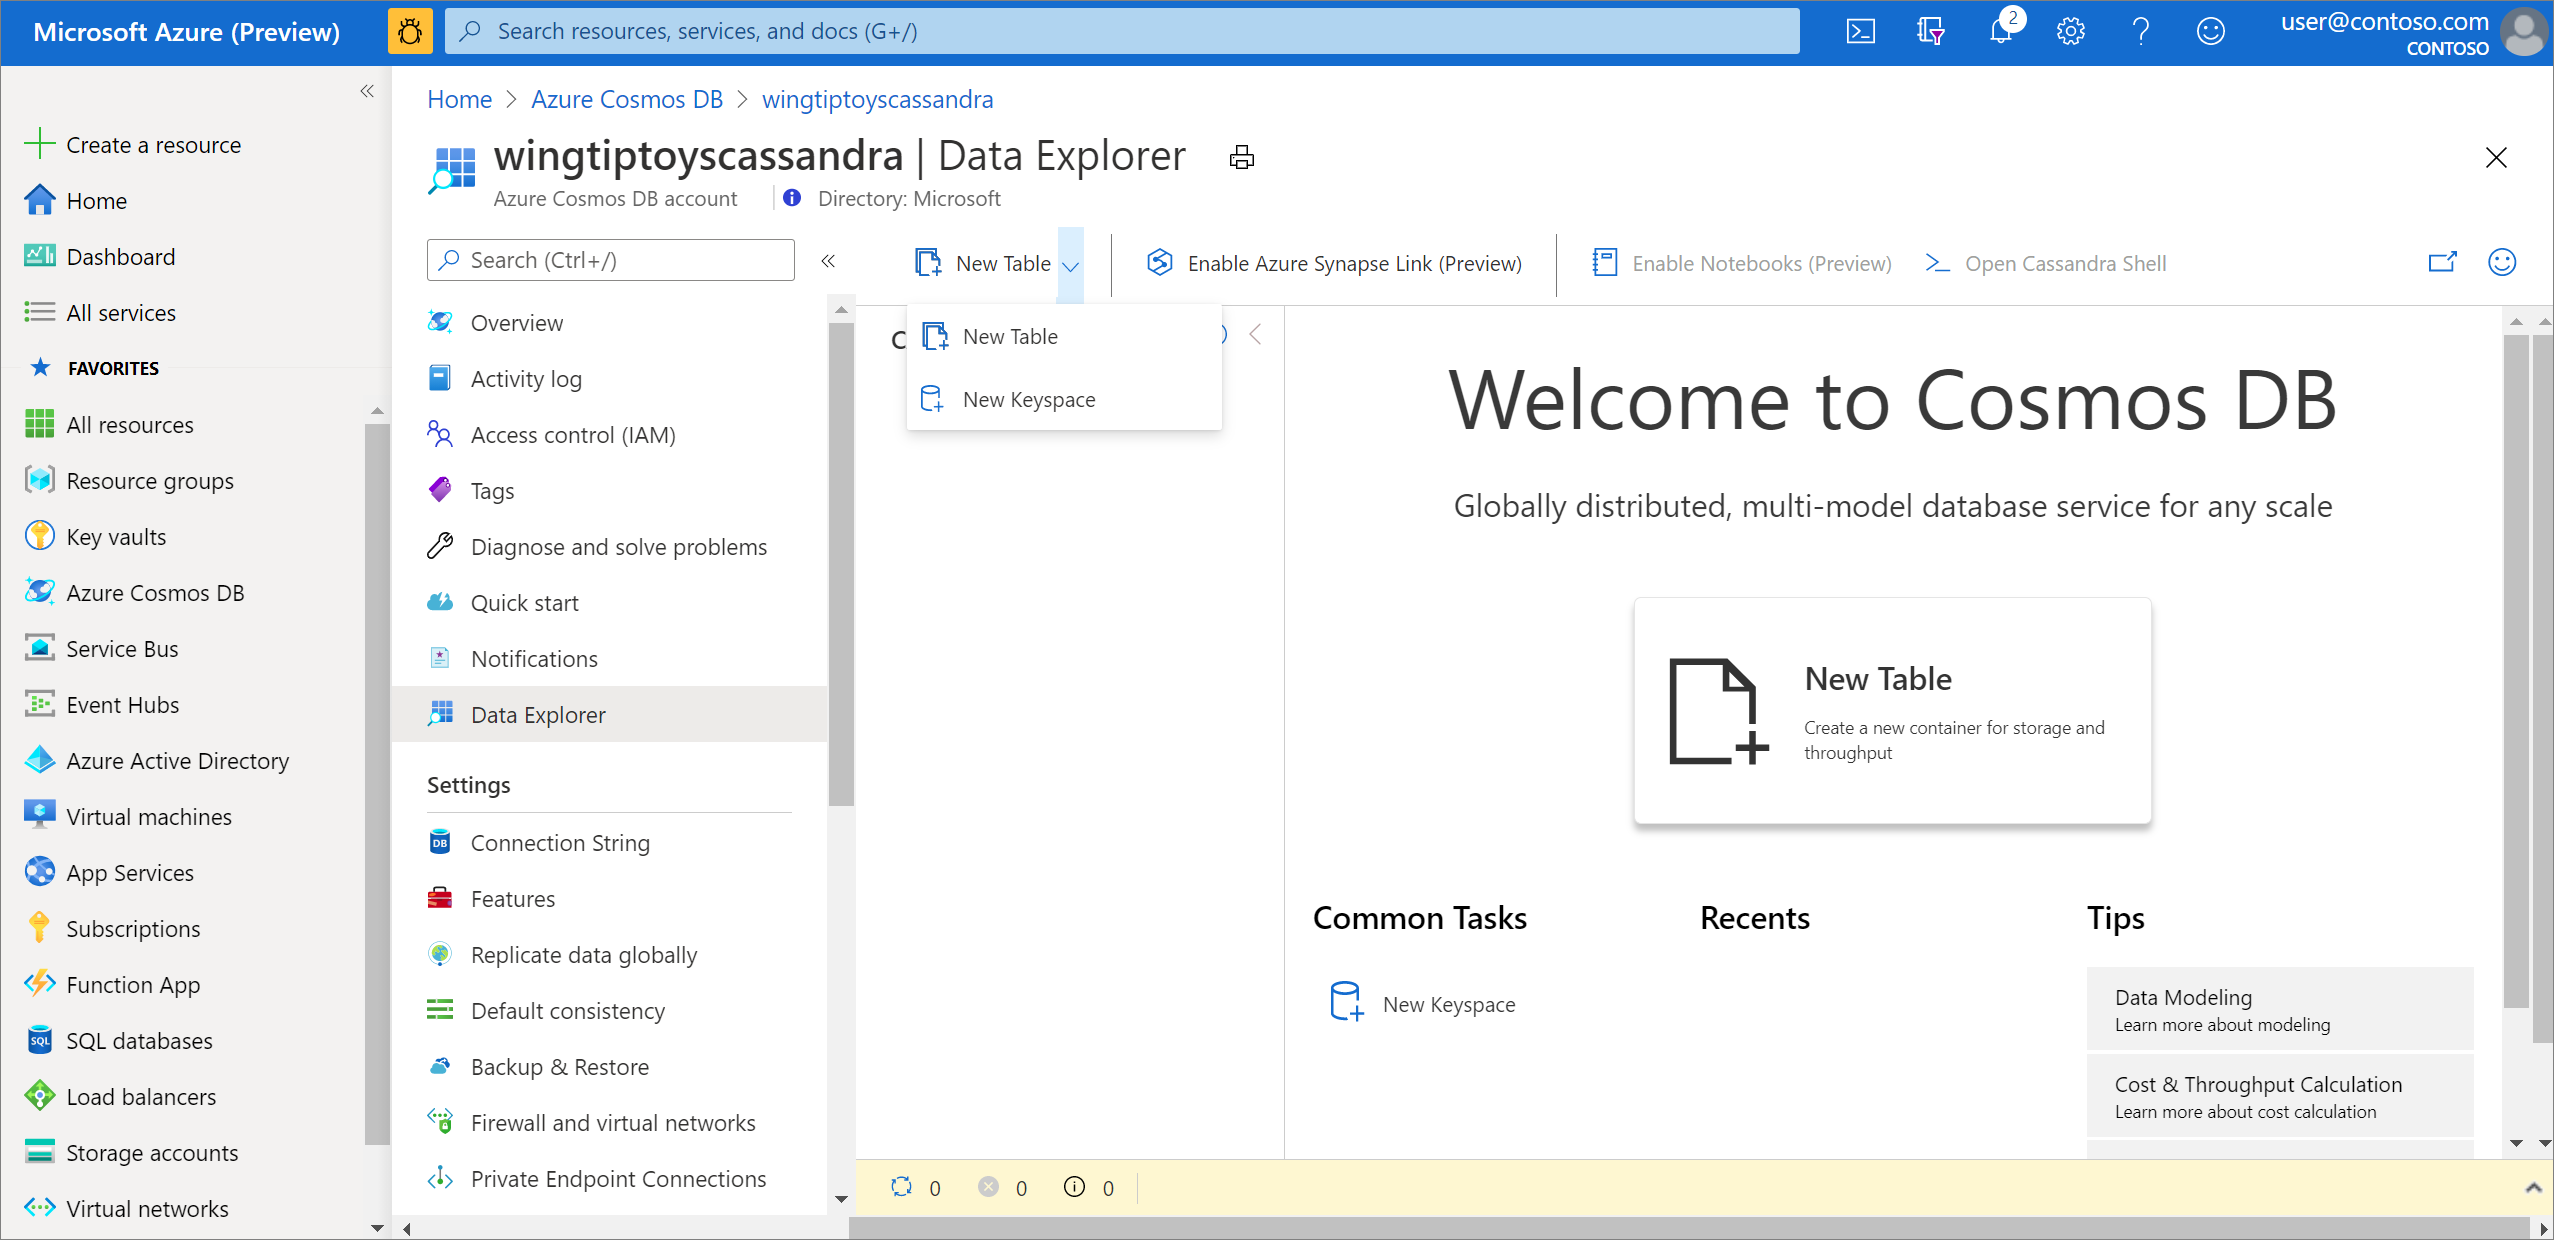 Microsoft Azure (Preview)
Search resources, services, and docs (G+/)
2
user@contoso.com
CONTOSO
Create a resource
Home
Dashboard
All services
FAVORITES
All resources
Resource groups
Key vaults
Azure Cosmos DB
Service Bus
Event Hubs
Azure Active Directory
Virtual machines
App Services
Subscriptions
Function App
SQL databases
Load balancers
Storage accounts
Virtual networks
Home > Azure Cosmos DB > wingtiptoyscassandra
wingtiptoyscassandra | Data Explorer
Azure Cosmos DB account
Directory: Microsoft
Search (Ctrl+/)
Overview
Activity log
Access control (IAM)
Tags
Diagnose and solve problems
Quick start
Notifications
Data Explorer
Settings
Connection String
Features
Replicate data globally
Default consistency
Backup & Restore
Firewall and virtual networks
Private Endpoint Connections
New Table
Enable Azure Synapse Link (Preview)
Enable Notebooks (Preview)
Open Cassandra Shell
New Table
New Keyspace
Welcome to Cosmos DB
Globally distributed, multi-model database service for any scale
New Table
Create a new container for storage and
throughput
Common Tasks
New Keyspace
Recents
Tips
Data Modeling
Learn more about modeling
Cost & Throughput Calculation
Learn more about cost calculation
0 0 0